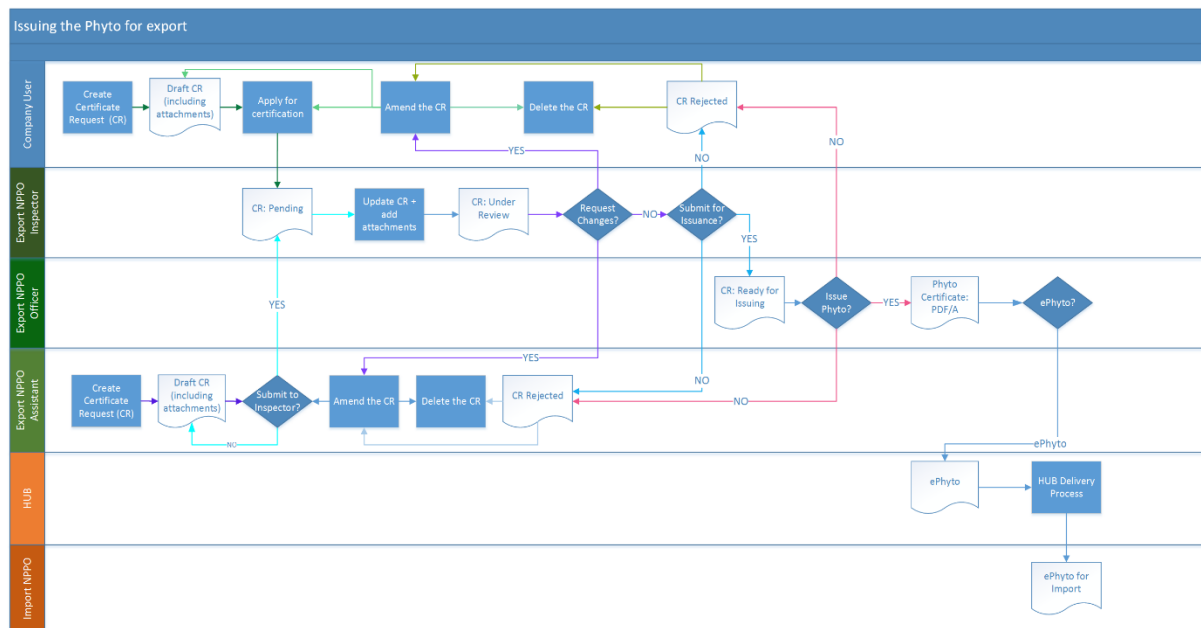 Issuing the Phyto for export
Company User
Create
Certificate
Request (CR)
Draft CR
(including
attachments)
Apply for
certification
Amend the CR
Delete the CR
CR Rejected
NO
YES
NO
Export NPPO
Inspector
CR: Pending
Update CR +
add
attachments
CR: Under
Review
Request
Changes?
NO
Submit for
Issuance?
YES
Export NPPO
Officer
YES
CR: Ready for
Issuing
Issue
Phyto?
YES
Phyto
Certificate:
PDF/A
ePhyto?
Export NPPO
Assistant
Create
Certificate
Request (CR)
Draft CR
(including
attachments)
Submit to
Inspector?
NO
YES
Amend the CR
Delete the CR
CR Rejected
NO
NO
ePhyto
HUB
ePhyto
HUB Delivery
Process
Import NPPO
ePhyto for
Import